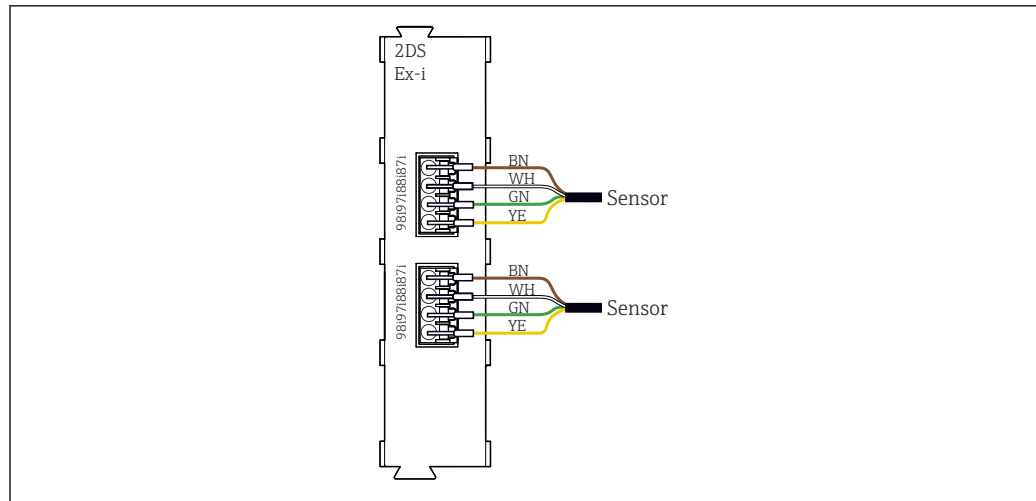 2DS
Ex-i
98i97i88i87i
BN
WH
GN
YE
Sensor
98i97i88i87i
BN
WH
GN
YE
Sensor